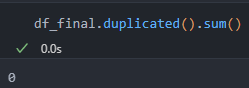 df_final.duplicated().sum()
✓ 0.0s
0